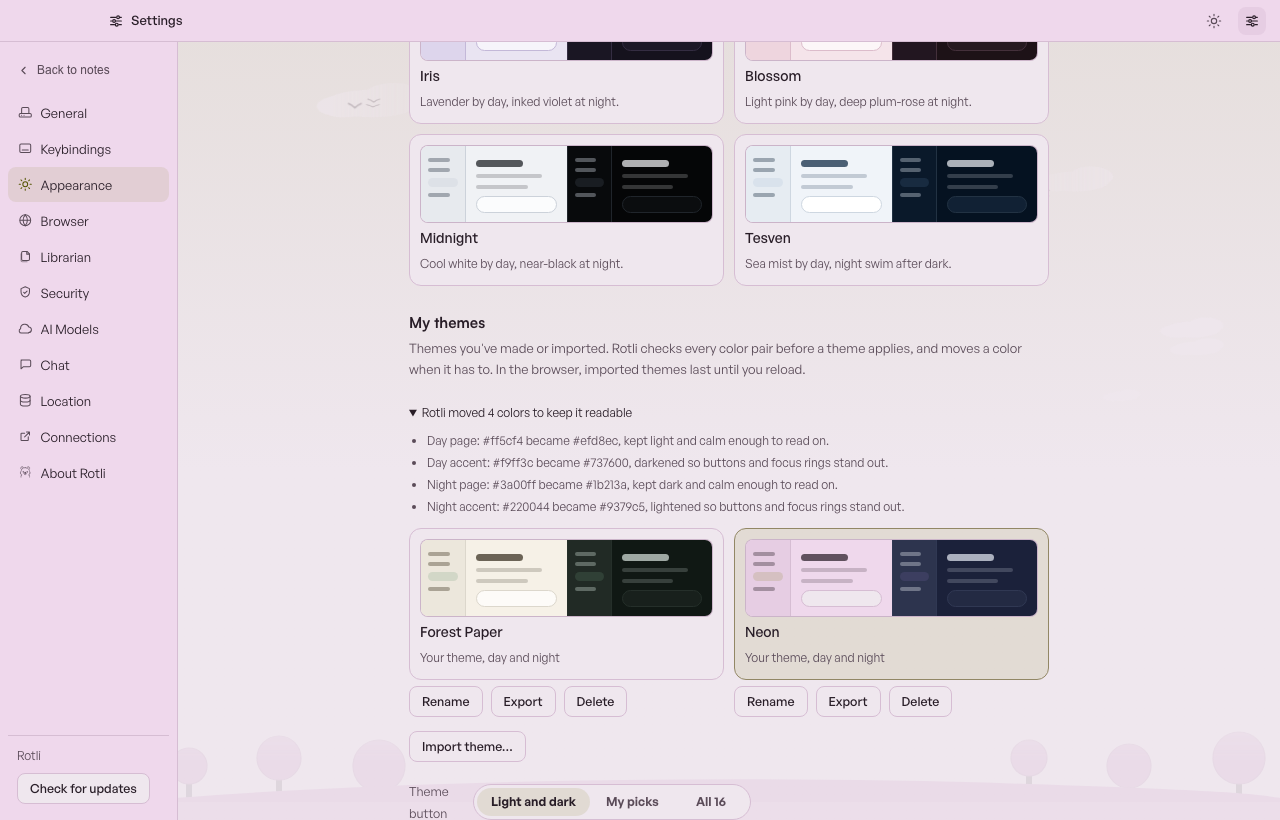 Settings
Back to notes
General
Keybindings
Appearance
Browser
Librarian
Security
AI Models
Chat
Location
Connections
About Rotli
Rotli
Check for updates
Iris
Lavender by day, inked violet at night.
Blossom
Light pink by day, deep plum-rose at night.
Midnight
Cool white by day, near-black at night.
Tesven
Sea mist by day, night swim after dark.
My themes
Themes you've made or imported. Rotli checks every color pair before a theme applies, and moves a color
when it has to. In the browser, imported themes last until you reload.
Rotli moved 4 colors to keep it readable
Day page: #ff5cf4 became #efd8ec, kept light and calm enough to read on.
Day accent: #f9ff3c became #737600, darkened so buttons and focus rings stand out.
Night page: #3a00ff became #1b213a, kept dark and calm enough to read on.
Night accent: #220044 became #9379c5, lightened so buttons and focus rings stand out.
Forest Paper
Your theme, day and night
Rename Export Delete
Neon
Your theme, day and night
Rename Export Delete
Import theme...
Theme
button
Light and dark My picks All 16